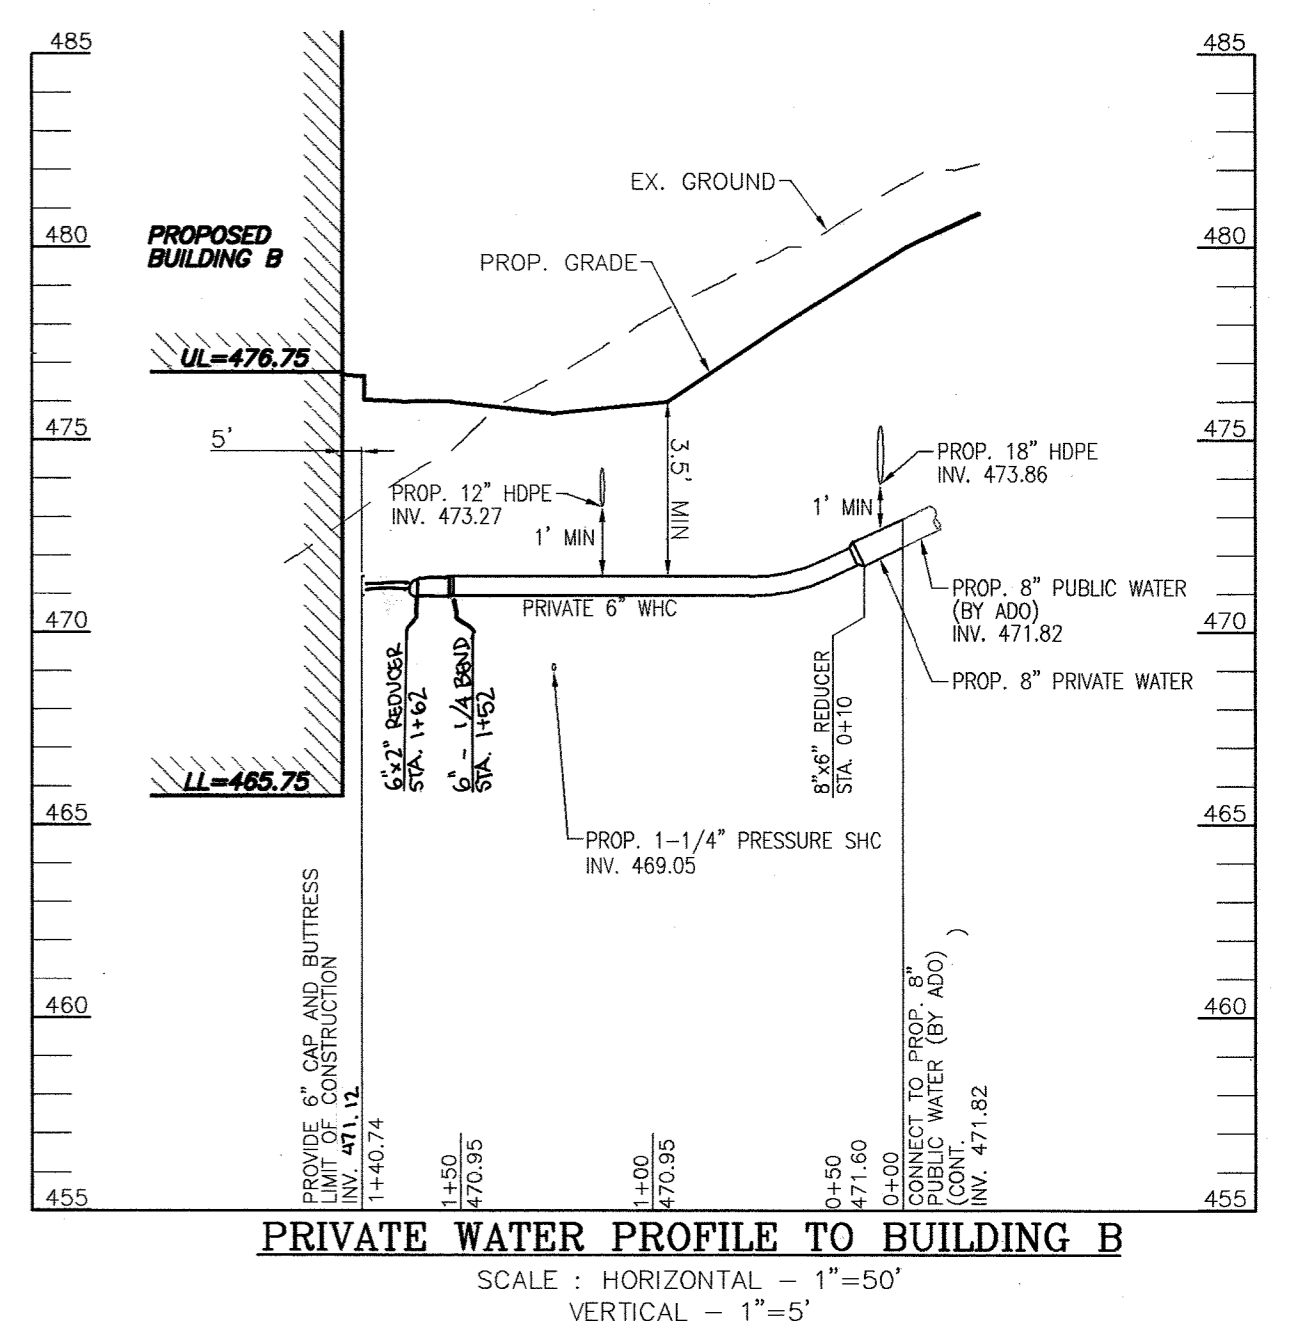 485
485
EX. GROUND
PROPOSED
BUILDING B
480
480
PROP. GRADE
UL=476.75
475
475
5'
3.5' MIN
PROP. 12" HDPE
INV. 473.27
1' MIN
PROP. 18" HDPE
INV. 473.86
1' MIN
PRIVATE 6" WHC
PROP. 8" PUBLIC WATER
(BY ADO)
INV. 471.82
470
470
PROP. 8" PRIVATE WATER
6"x2" REDUCER
STA. 1+62
6" - 1/4 BEND
STA. 1+52
8"x6" REDUCER
STA. 0+10
LL=465.75
465
465
PROP. 1-1/4" PRESSURE SHC
INV. 469.05
460
460
PROVIDE 6" CAP AND BUTTRESS
LIMIT OF CONSTRUCTION
INV. 471.12
1+40.74
1+50
470.95
1+00
470.95
0+50
471.60
0+00
CONNECT TO PROP. 8"
PUBLIC WATER (BY ADO)
(CONT. )
INV. 471.82
455
455
PRIVATE WATER PROFILE TO BUILDING B
SCALE : HORIZONTAL - 1"=50'
VERTICAL - 1"=5'